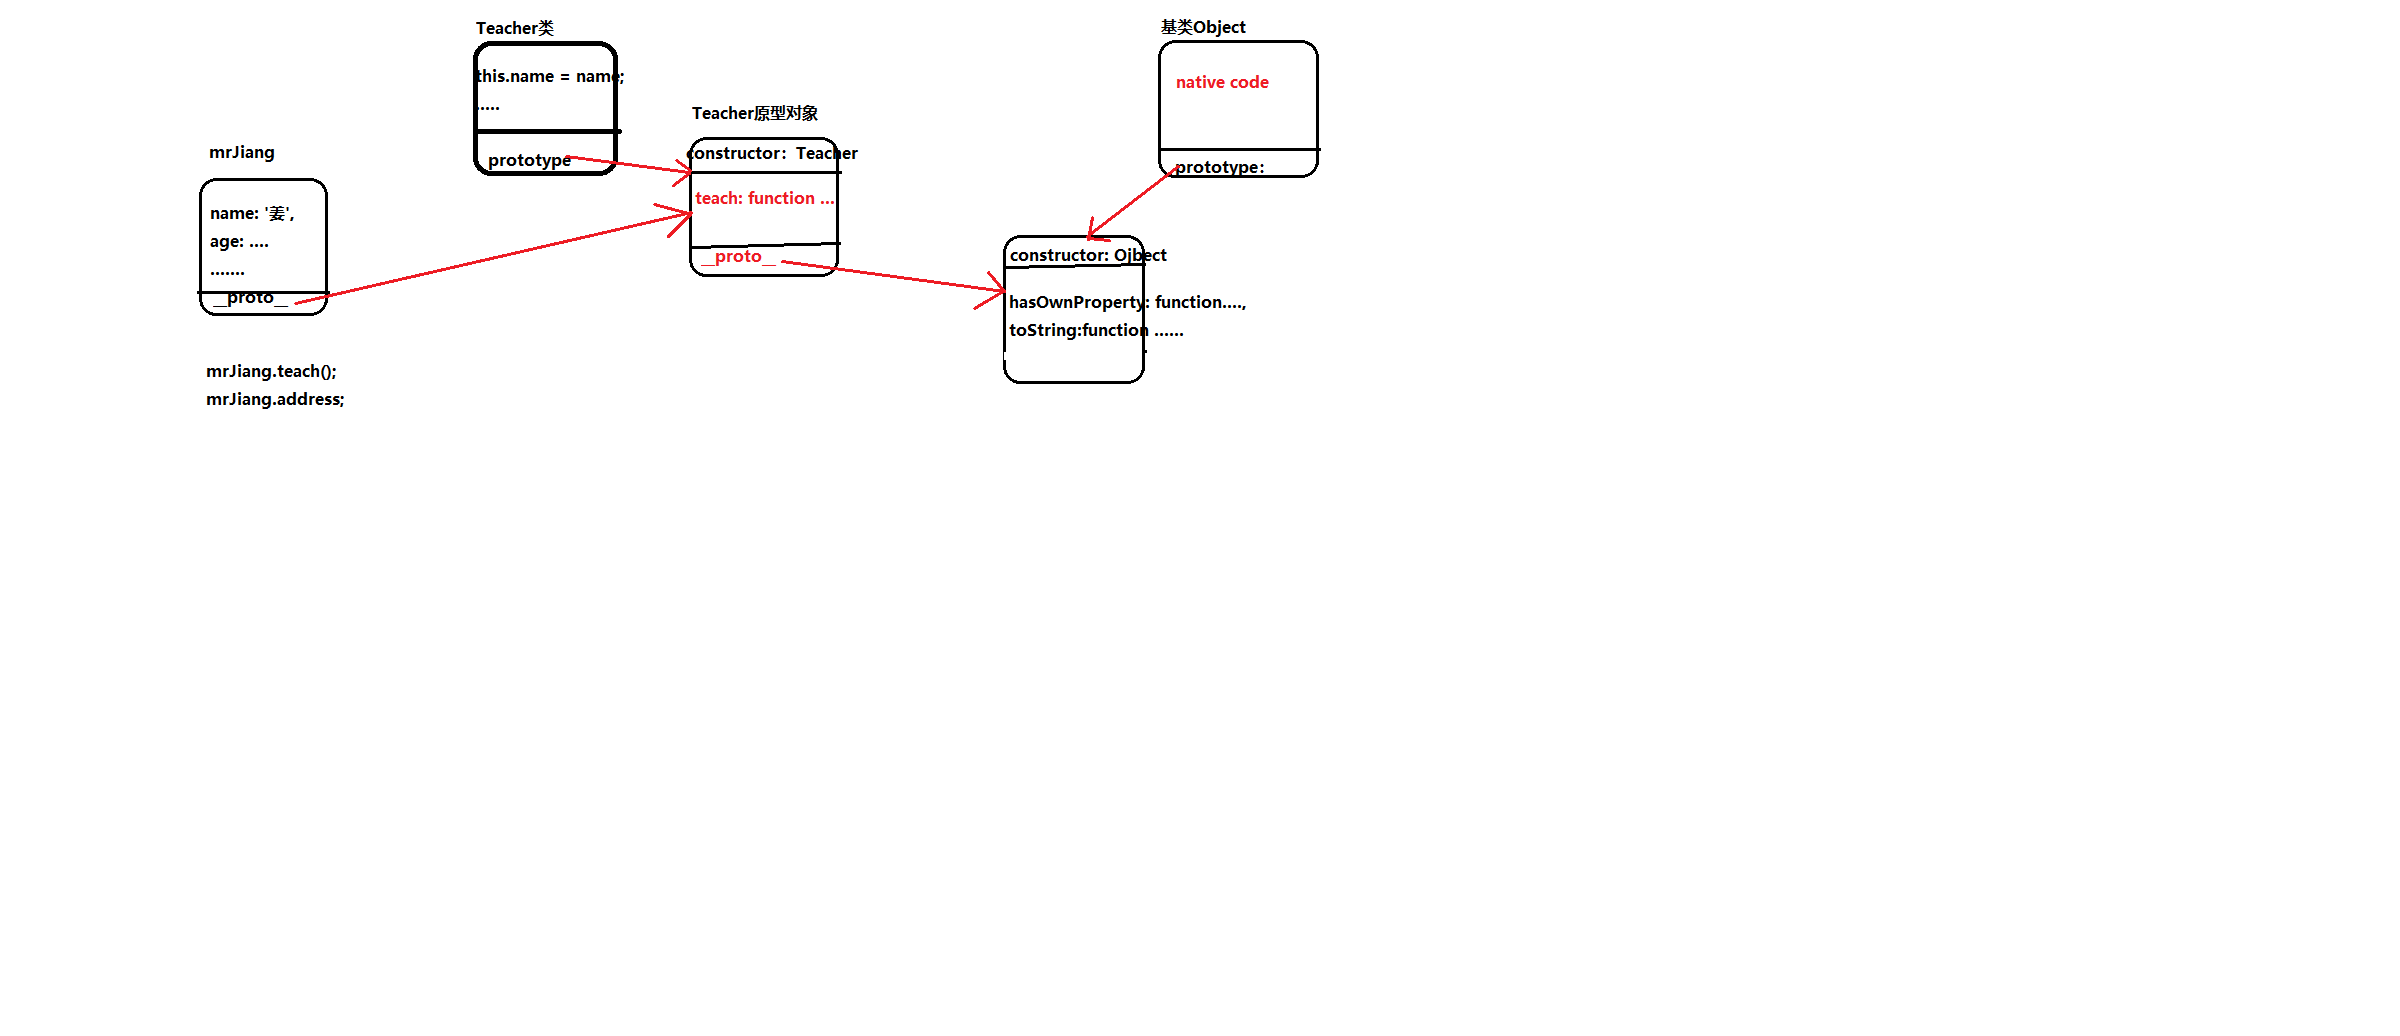 Teacher类
this.name = name;
.....
prototype
基类Object
native code
prototype:
Teacher原型对象
constructor：Teacher
teach: function ...
__proto__
mrJiang
name: '姜',
age: ....
.......
__proto__
constructor: Ojbect
hasOwnProperty: function....,
toString:function ......
mrJiang.teach();
mrJiang.address;